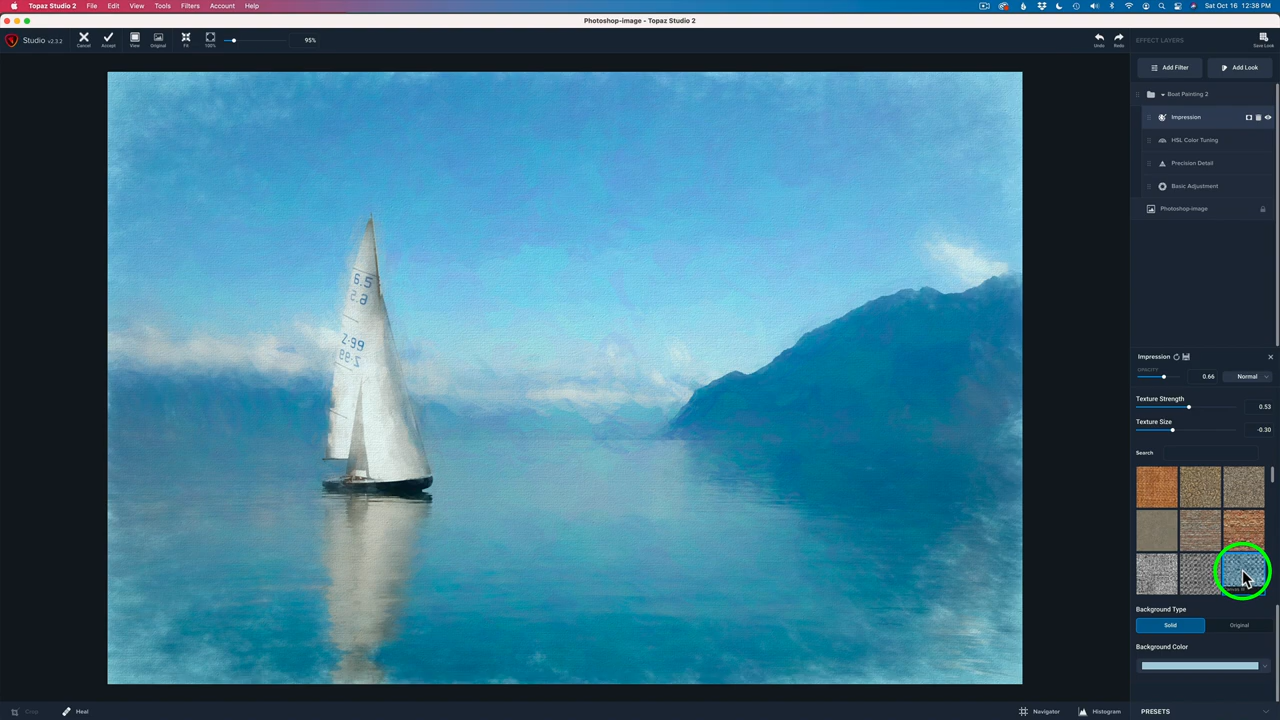 Topaz Studio 2 File Edit View Tools Filters Account Help Sat Oct 16 12:38 PM
Photoshop-image - Topaz Studio 2
Studio v2.3.2 Cancel Accept View Original Fit 100% 95% Undo Redo EFFECT LAYERS Save Look
Add Filter Add Look
Boat Painting 2
Impression
HSL Color Tuning
Precision Detail
Basic Adjustment
Photoshop-image
6.5
6.5
Z·99
Impression
OPACITY 0.66 Normal
Texture Strength
0.53
Texture Size
-0.30
Search
Background Type
Solid Original
Background Color
Crop Heal Navigator Histogram PRESETS